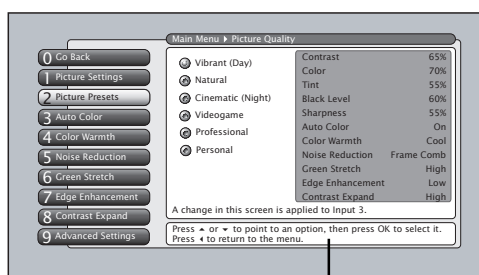 Main Menu ▶ Picture Quality
0 Go Back
1 Picture Settings
2 Picture Presets
3 Auto Color
4 Color Warmth
5 Noise Reduction
6 Green Stretch
7 Edge Enhancement
8 Contrast Expand
9 Advanced Settings
Vibrant (Day)
Natural
Cinematic (Night)
Videogame
Professional
Personal
Contrast 65%
Color 70%
Tint 55%
Black Level 60%
Sharpness 55%
Auto Color On
Color Warmth Cool
Noise Reduction Frame Comb
Green Stretch High
Edge Enhancement Low
Contrast Expand High
A change in this screen is applied to Input 3.
Press ▲ or ▼ to point to an option, then press OK to select it.
Press ◀ to return to the menu.